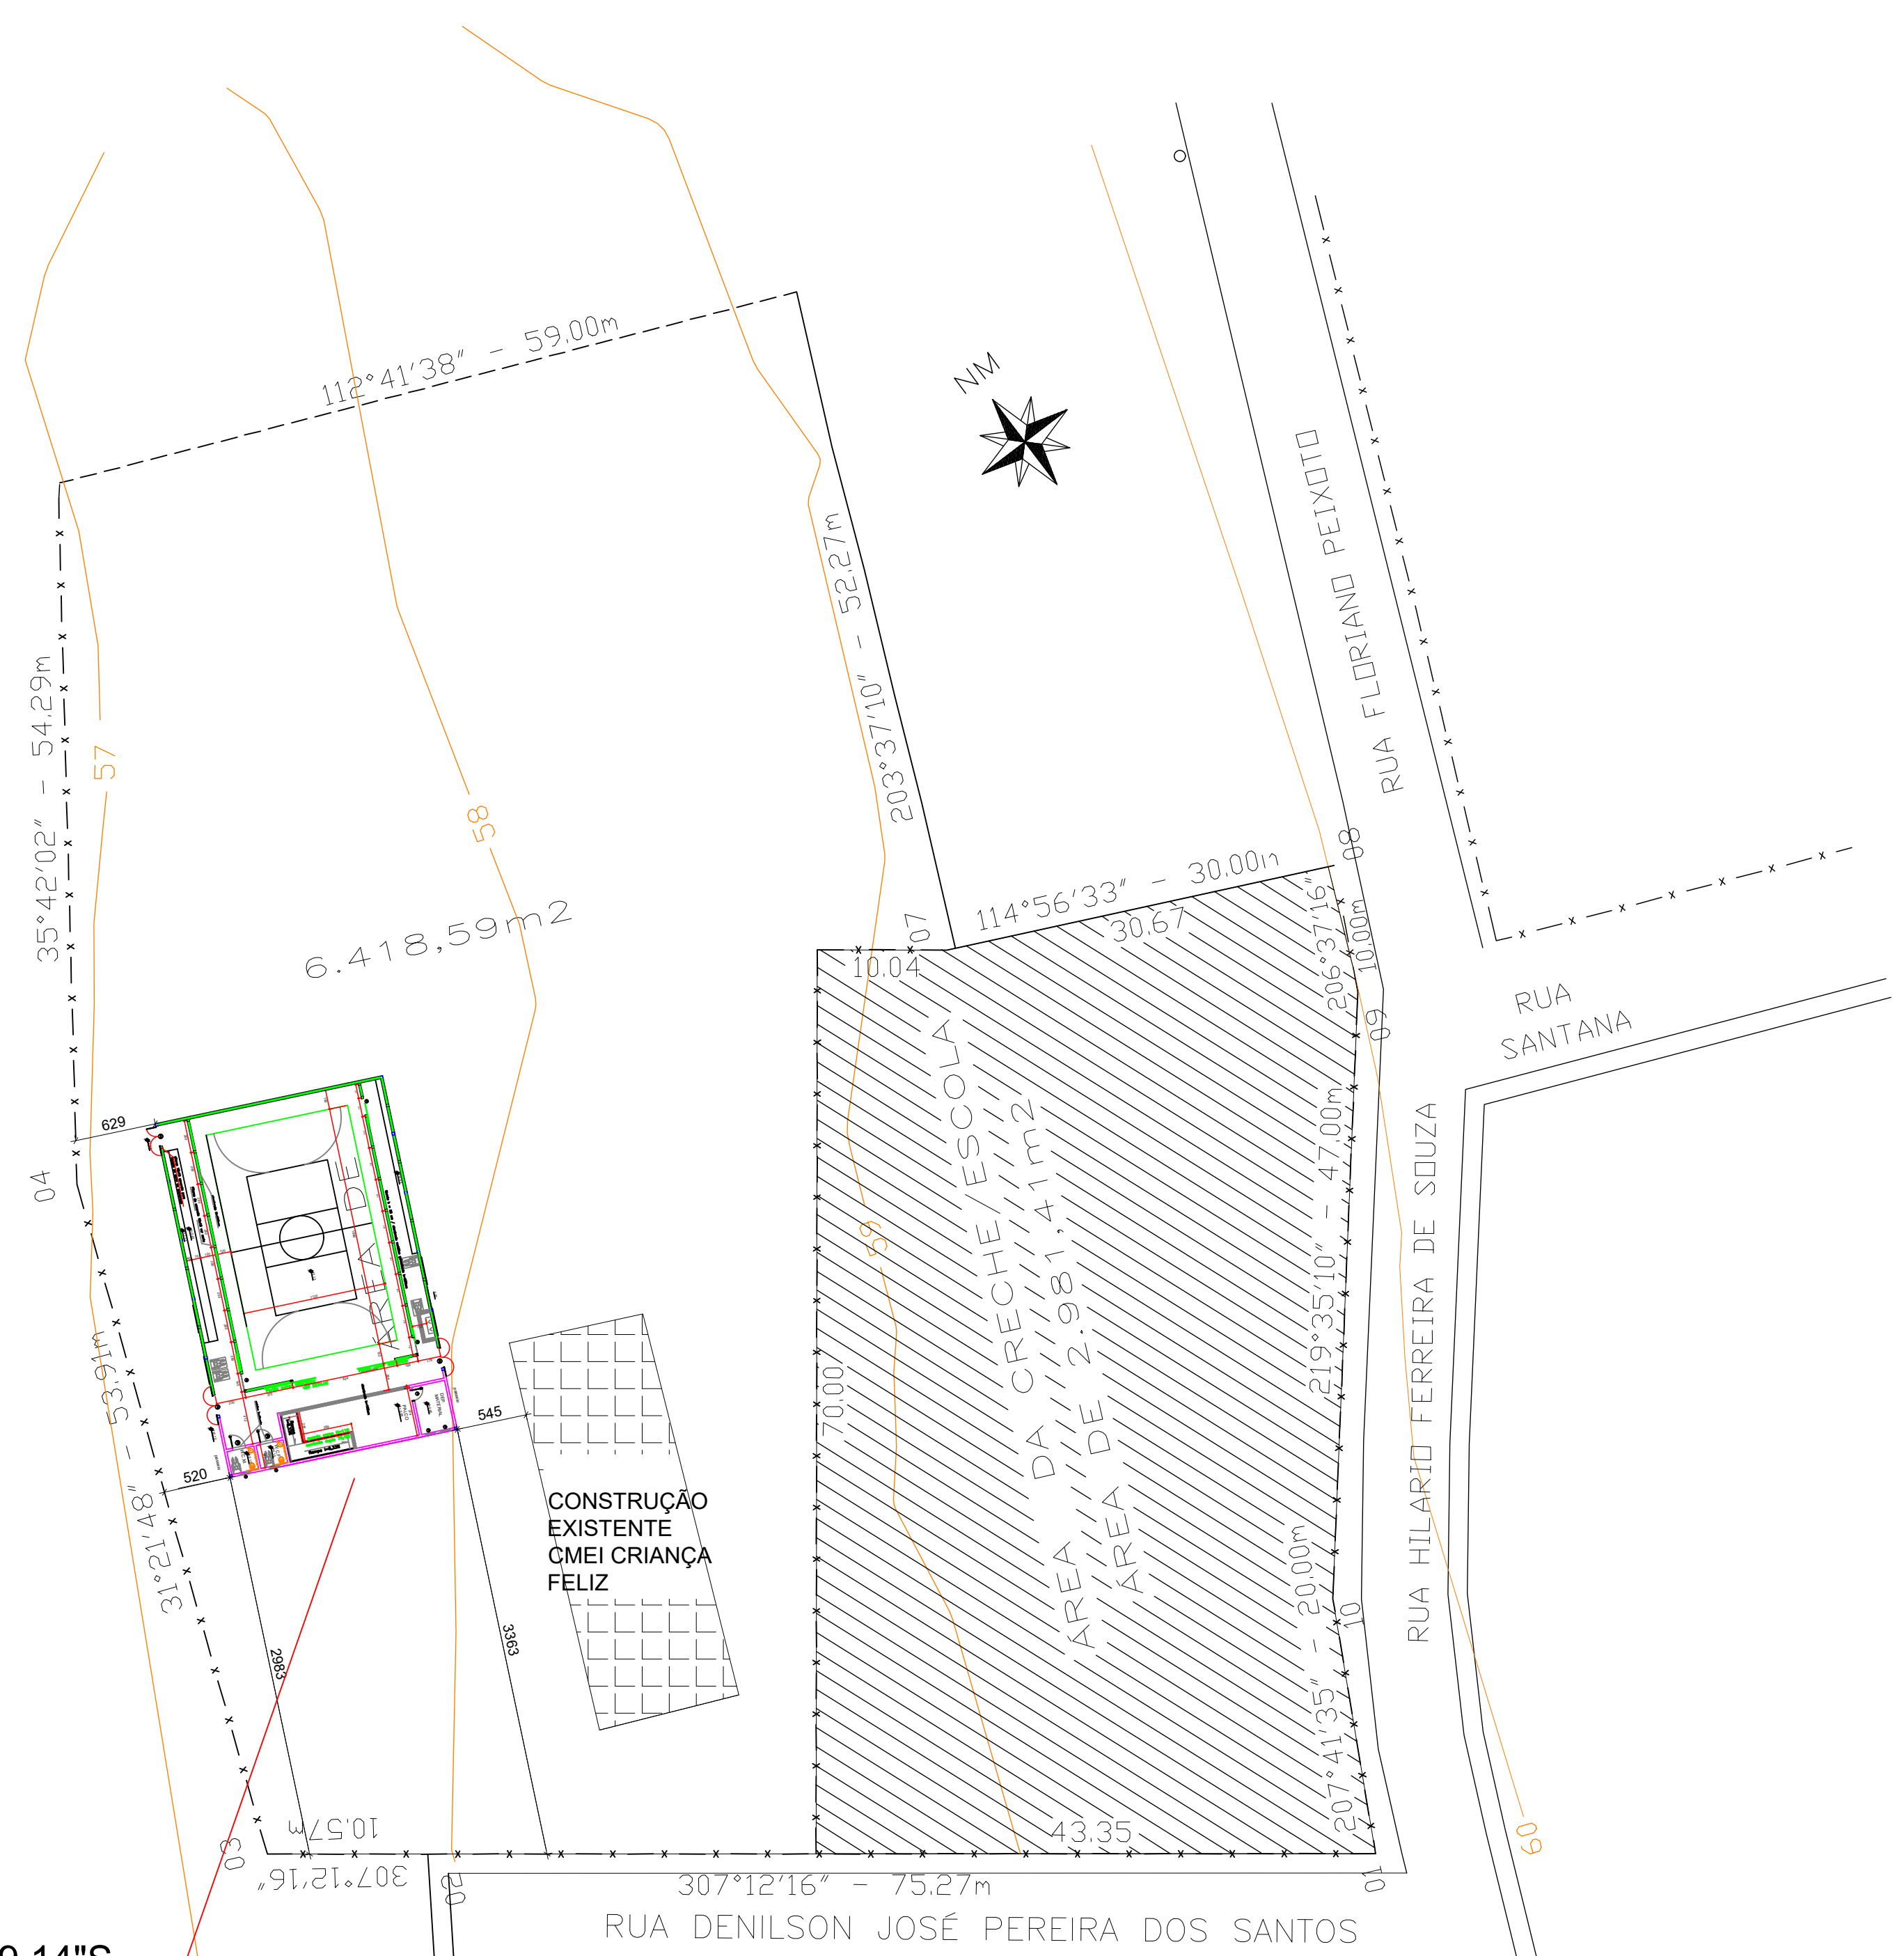 112°41'38" - 59.00m
NM
RUA FLORIANO PEIXOTO
203°37'10" - 52.27m
35°42'02" - 54.29m
57
58
08
114°56'33" - 30.00m
30.67
07
10.04
206°37'16"
10.00m
09
6.418,59m2
RUA
SANTANA
629
04
ÁREA DE
ÁREA DA CRECHE ESCOLA
ÁREA DE 2.981,41m2
219°35'10" - 47.00m
RUA HILARIO FERREIRA DE SOUZA
59
70.00
31°21'48" - 53.91m
545
520
CONSTRUÇÃO
EXISTENTE
CMEI CRIANÇA
FELIZ
2983
3363
10
207°41'35" - 20.00m
43.35
60
10.57m
03
307°12'16"
02
307°12'16" - 75.27m
01
RUA DENILSON JOSÉ PEREIRA DOS SANTOS